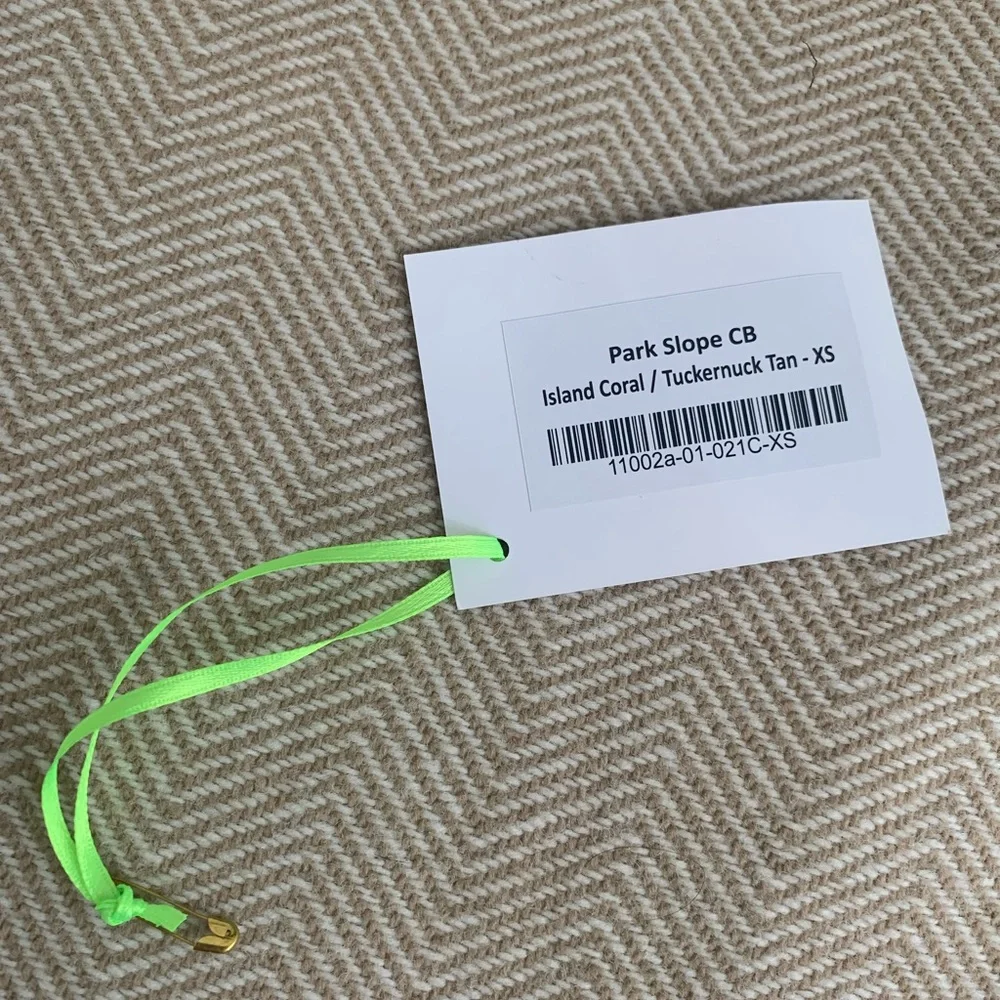 Park Slope CB
Island Coral / Tuckernuck Tan - XS
11002a-01-021C-XS